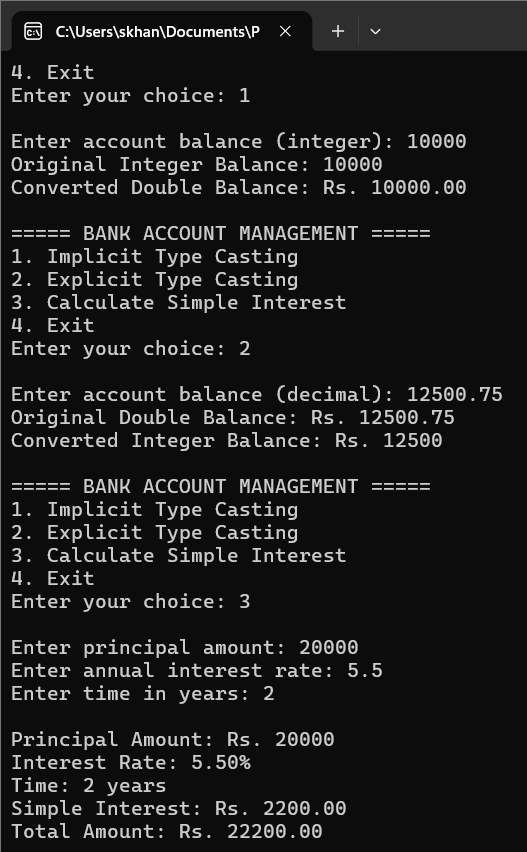 C:\Users\skhan\Documents\P
4. Exit
Enter your choice: 1
Enter account balance (integer): 10000
Original Integer Balance: 10000
Converted Double Balance: Rs. 10000.00
===== BANK ACCOUNT MANAGEMENT =====
1. Implicit Type Casting
2. Explicit Type Casting
3. Calculate Simple Interest
4. Exit
Enter your choice: 2
Enter account balance (decimal): 12500.75
Original Double Balance: Rs. 12500.75
Converted Integer Balance: Rs. 12500
===== BANK ACCOUNT MANAGEMENT =====
1. Implicit Type Casting
2. Explicit Type Casting
3. Calculate Simple Interest
4. Exit
Enter your choice: 3
Enter principal amount: 20000
Enter annual interest rate: 5.5
Enter time in years: 2
Principal Amount: Rs. 20000
Interest Rate: 5.50%
Time: 2 years
Simple Interest: Rs. 2200.00
Total Amount: Rs. 22200.00